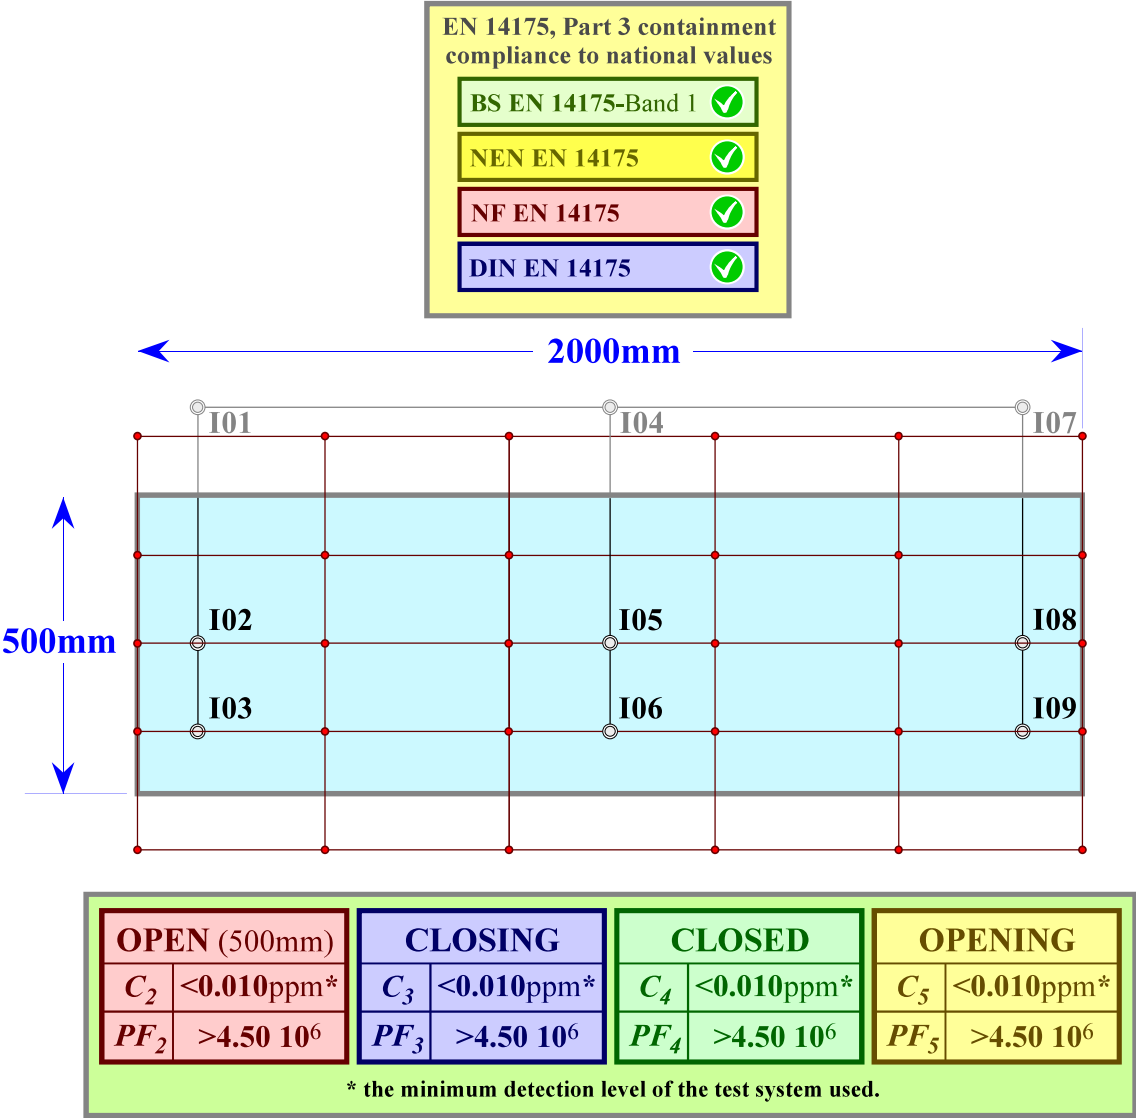 EN 14175, Part 3 containment
compliance to national values
BS EN 14175-Band 1
NEN EN 14175
NF EN 14175
DIN EN 14175
2000mm
I01 I04 I07
I02 I05 I08
500mm
I03 I06 I09
OPEN (500mm) CLOSING CLOSED OPENING
C2 <0.010ppm* C3 <0.010ppm* C4 <0.010ppm* C5 <0.010ppm*
PF2 >4.50 10⁶ PF3 >4.50 10⁶ PF4 >4.50 10⁶ PF5 >4.50 10⁶
* the minimum detection level of the test system used.